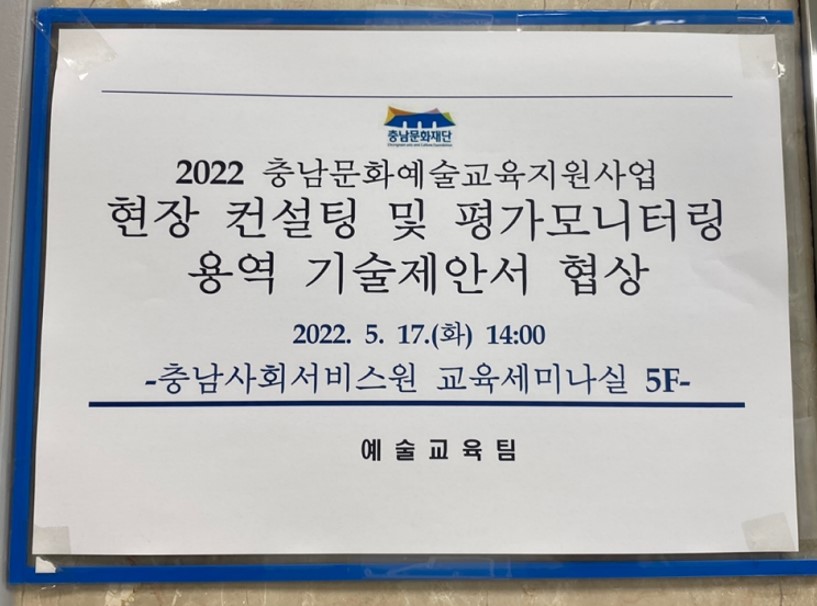 충남문화재단
2022 충남문화예술교육지원사업
현장 컨설팅 및 평가모니터링
용역 기술제안서 협상
2022. 5. 17.(화) 14:00
-충남사회서비스원 교육세미나실 5F-
예술교육팀